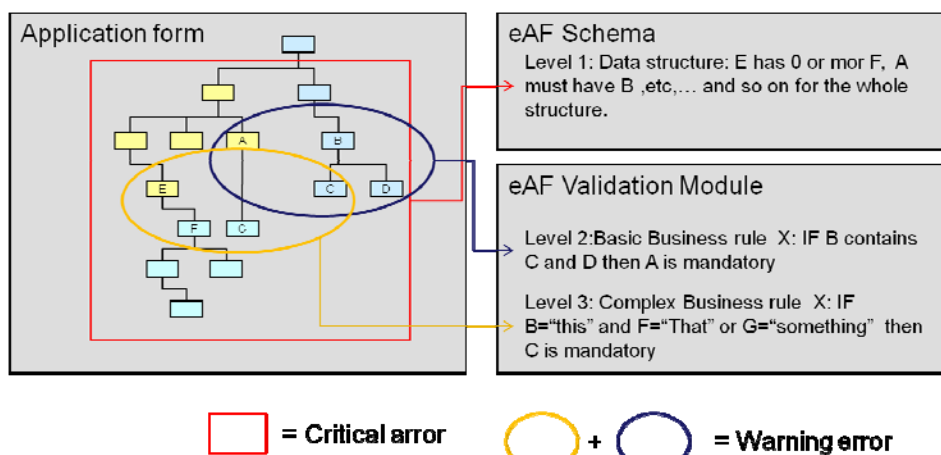 Application form
A
B
E
C
D
F
C
eAF Schema
Level 1: Data structure: E has 0 or mor F, A
must have B ,etc,... and so on for the whole
structure.
eAF Validation Module
Level 2:Basic Business rule X: IF B contains
C and D then A is mandatory
Level 3: Complex Business rule X: IF
B="this" and F="That" or G="something" then
C is mandatory
= Critical arror
+
= Warning error